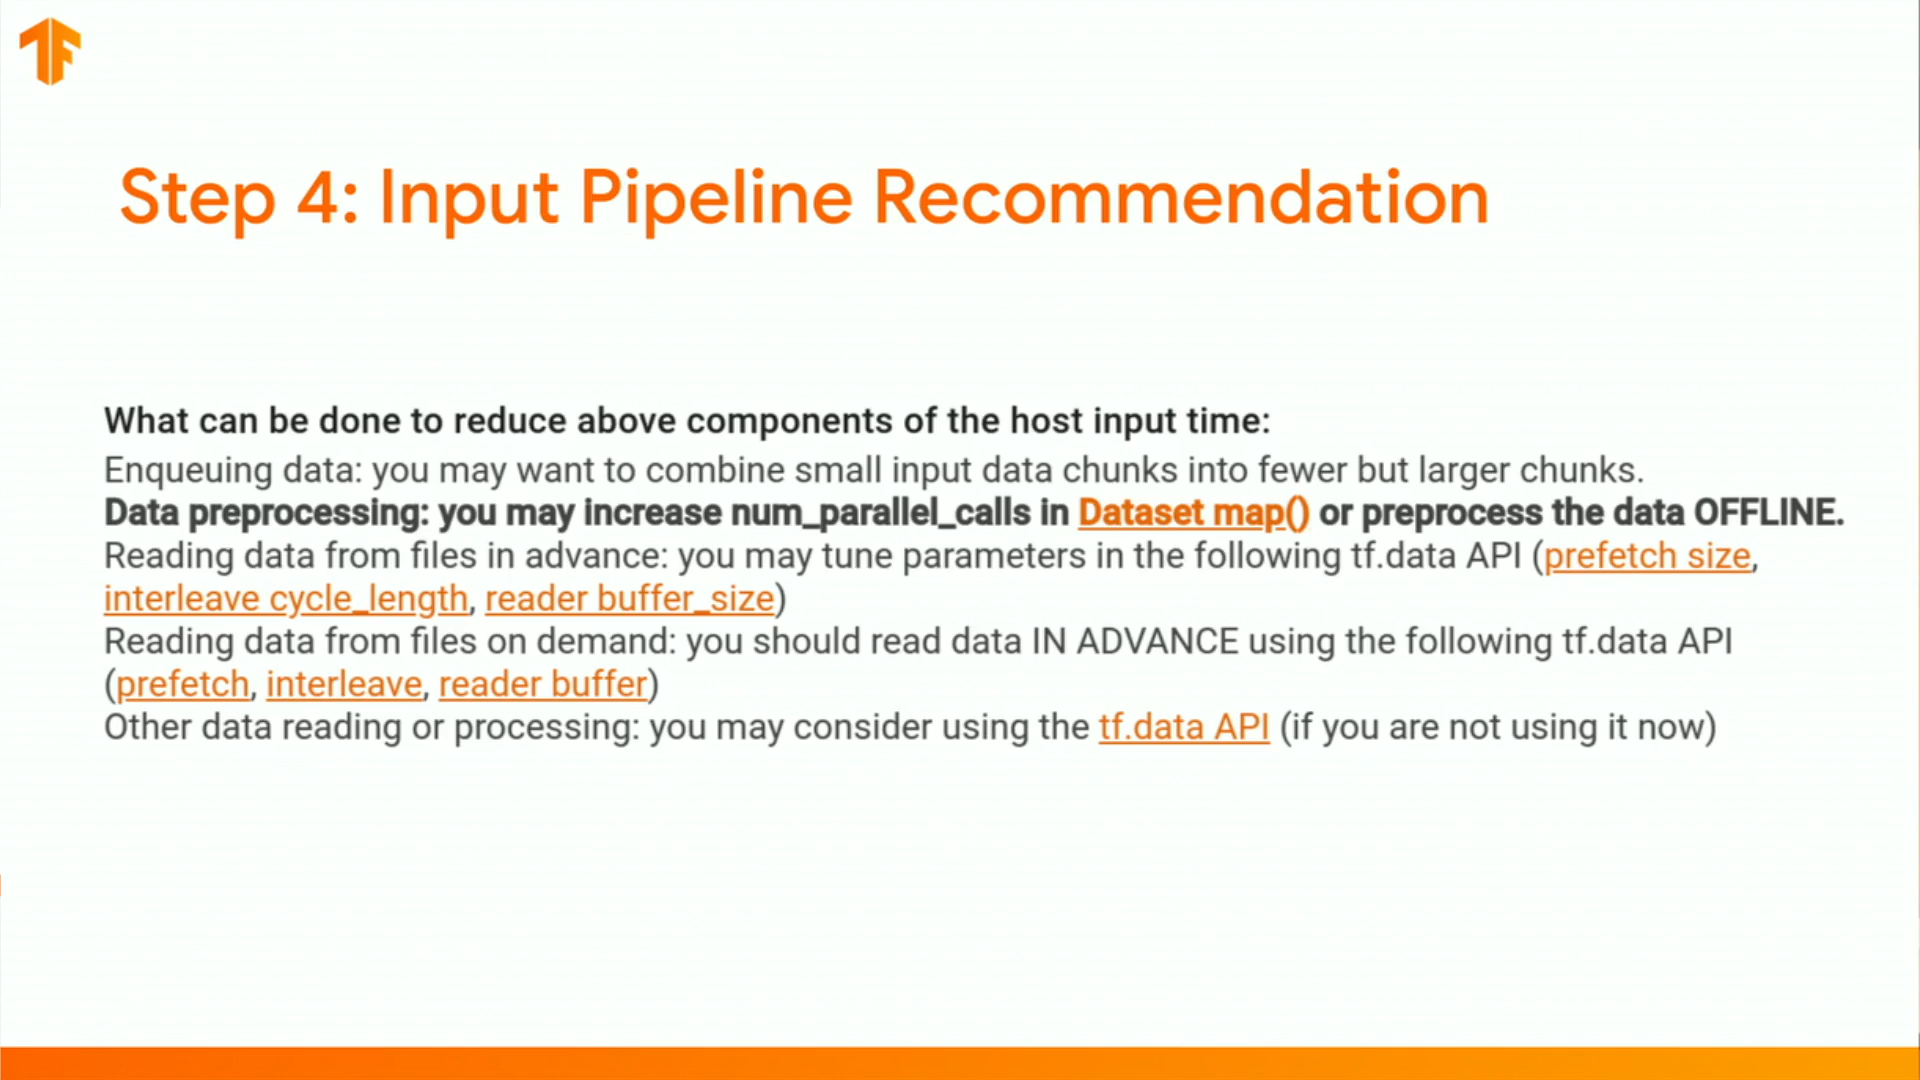 Step 4: Input Pipeline Recommendation
What can be done to reduce above components of the host input time:
Enqueuing data: you may want to combine small input data chunks into fewer but larger chunks.
Data preprocessing: you may increase num_parallel_calls in Dataset map() or preprocess the data OFFLINE.
Reading data from files in advance: you may tune parameters in the following tf.data API (prefetch size,
interleave cycle_length, reader buffer_size)
Reading data from files on demand: you should read data IN ADVANCE using the following tf.data API
(prefetch, interleave, reader buffer)
Other data reading or processing: you may consider using the tf.data API (if you are not using it now)